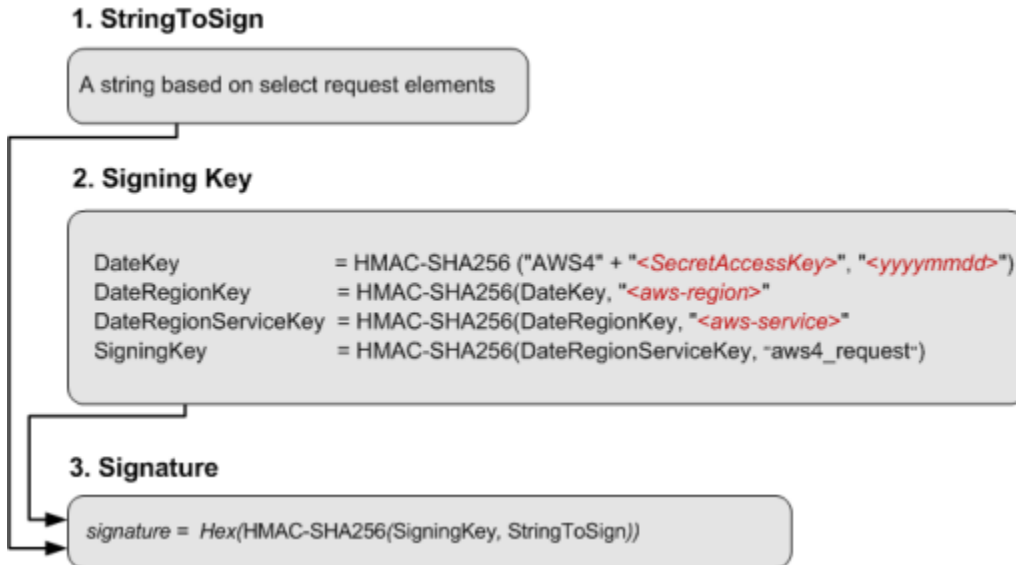 1. StringToSign
A string based on select request elements
2. Signing Key
DateKey = HMAC-SHA256 ("AWS4" + "<SecretAccessKey>", "<yyyymmdd>")
DateRegionKey = HMAC-SHA256(DateKey, "<aws-region>"
DateRegionServiceKey = HMAC-SHA256(DateRegionKey, "<aws-service>"
SigningKey = HMAC-SHA256(DateRegionServiceKey, "aws4_request")
3. Signature
signature = Hex(HMAC-SHA256(SigningKey, StringToSign))